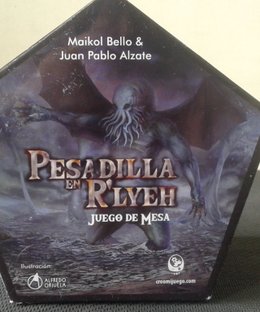 Maikol Bello &
Juan Pablo Alzate
PESADILLA
EN R'LYEH
JUEGO DE MESA
Ilustración:
ALFREDO
ORJUELA
creomijuego.com